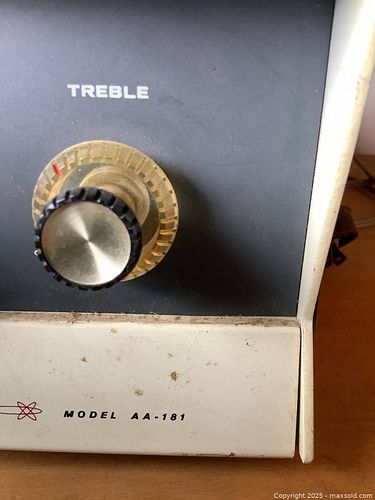 TREBLE
MODEL AA-181
Copyright 2025 - maxsold.com